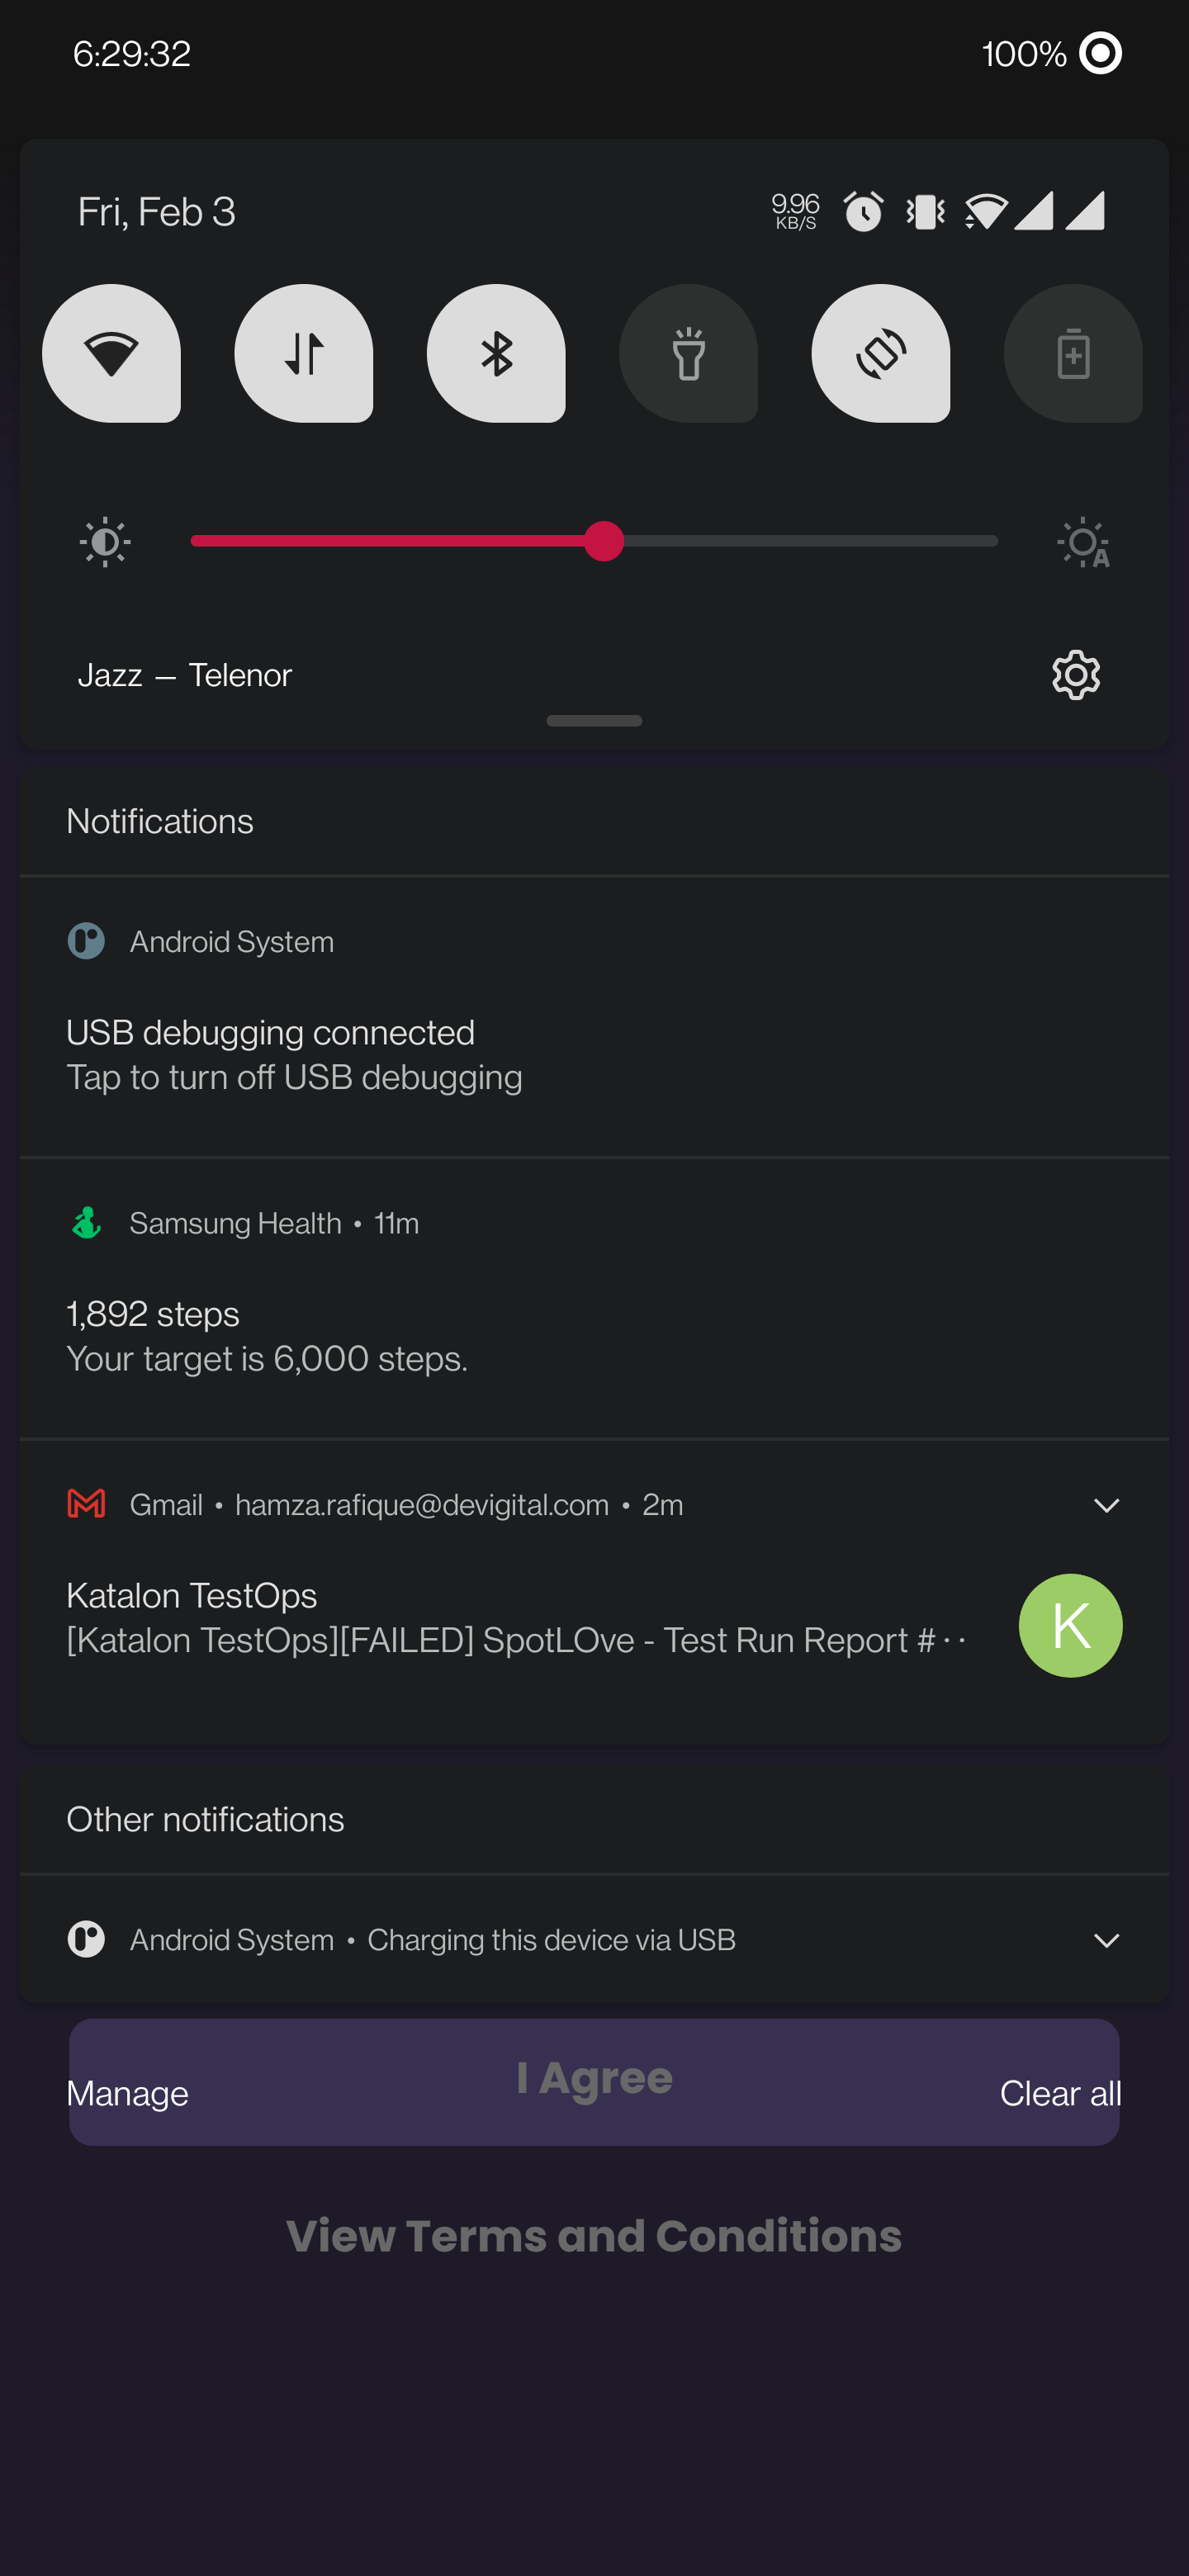 6:29:32
100%
Fri, Feb 3
9.96
KB/S
A
Jazz — Telenor
Notifications
Android System
USB debugging connected
Tap to turn off USB debugging
Samsung Health • 11m
1,892 steps
Your target is 6,000 steps.
Gmail • hamza.rafique@devigital.com • 2m
Katalon TestOps
[Katalon TestOps][FAILED] SpotLOve - Test Run Report # ··
K
Other notifications
Android System • Charging this device via USB
I Agree
Manage
Clear all
View Terms and Conditions